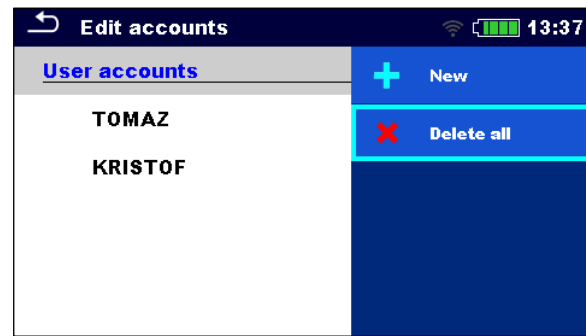 Edit accounts 13:37
User accounts
New
TOMAZ
Delete all
KRISTOF